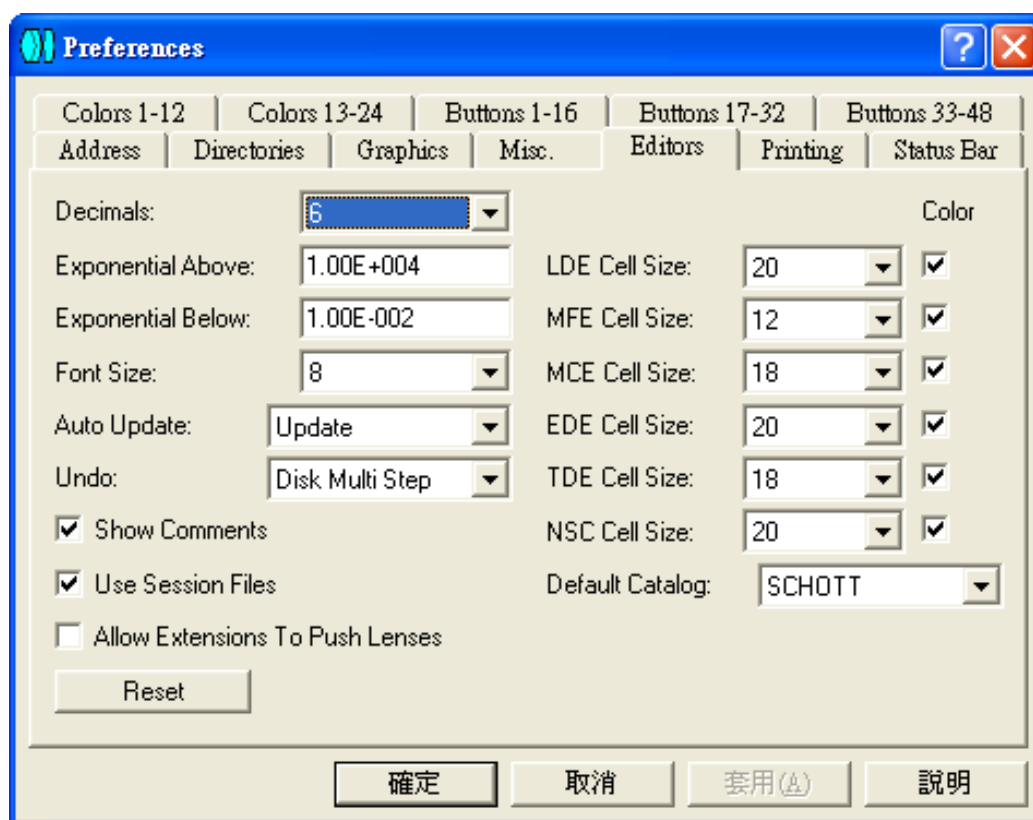 Preferences
Colors 1-12 Colors 13-24 Buttons 1-16 Buttons 17-32 Buttons 33-48
Address Directories Graphics Misc. Editors Printing Status Bar
Decimals: 6 Color
Exponential Above: 1.00E+004 LDE Cell Size: 20
Exponential Below: 1.00E-002 MFE Cell Size: 12
Font Size: 8 MCE Cell Size: 18
Auto Update: Update EDE Cell Size: 20
Undo: Disk Multi Step TDE Cell Size: 18
Show Comments NSC Cell Size: 20
Use Session Files Default Catalog: SCHOTT
Allow Extensions To Push Lenses
Reset
確定 取消 套用(A) 說明